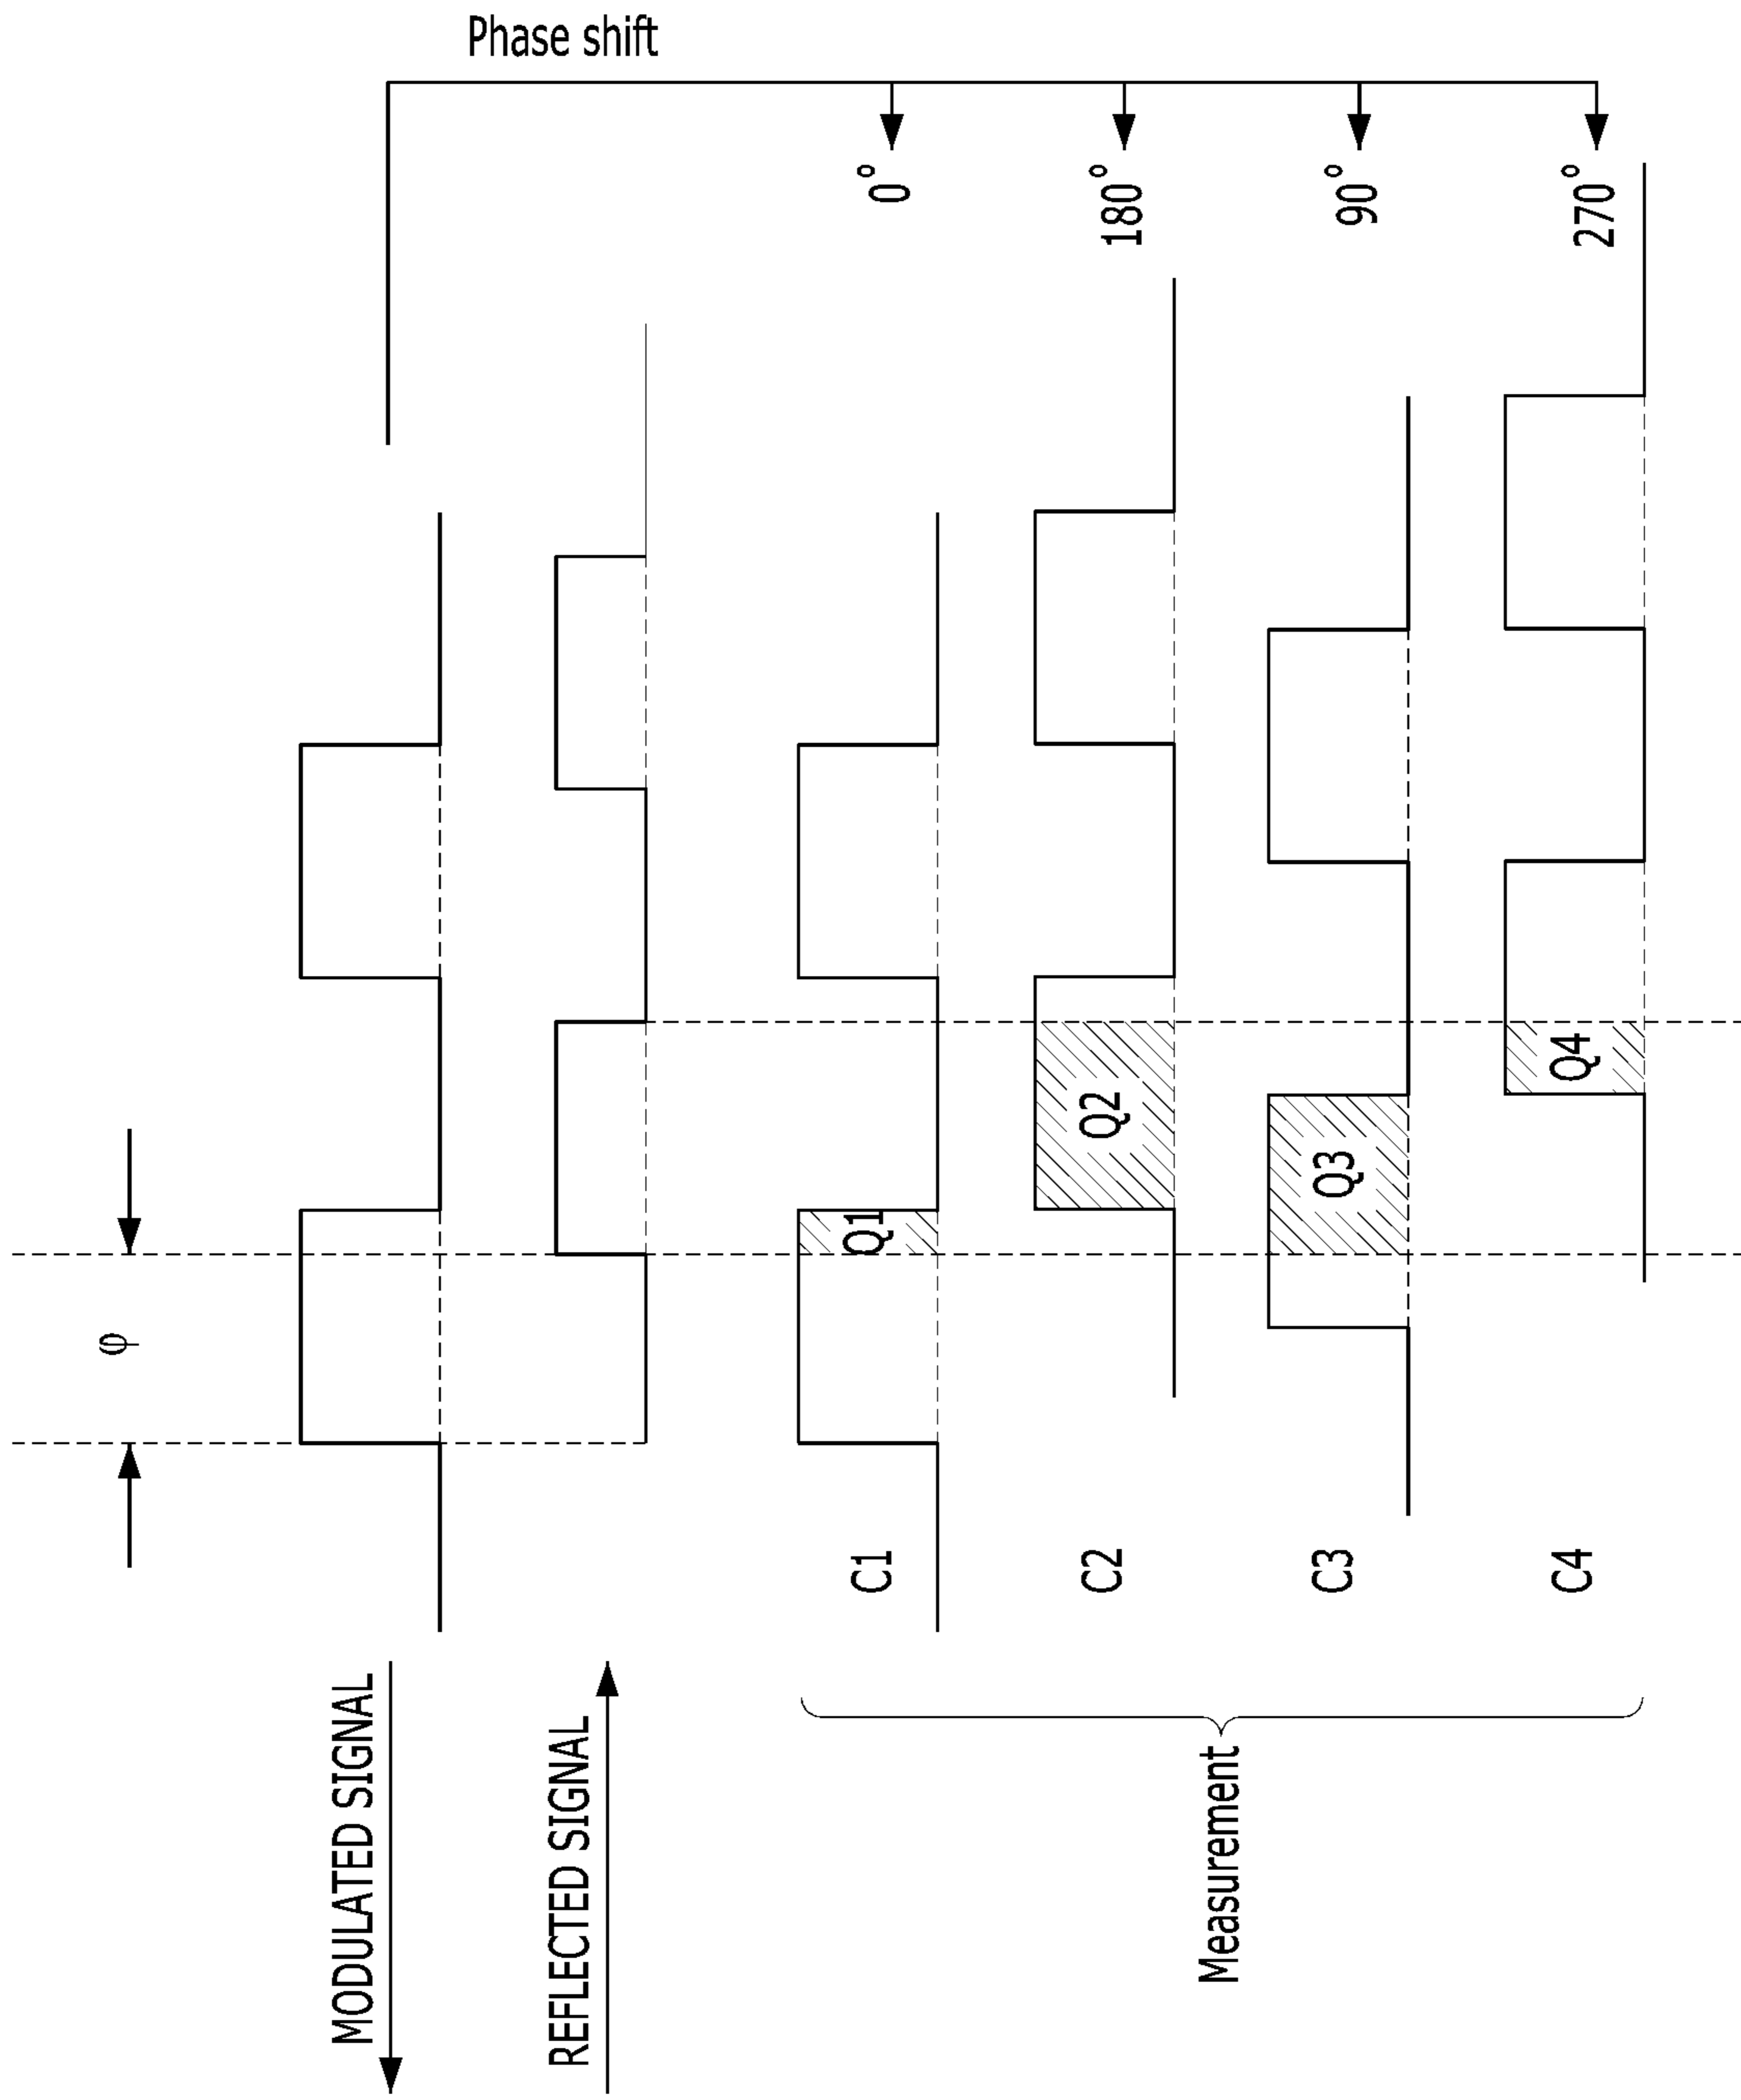 φ
MODULATED SIGNAL
REFLECTED SIGNAL
Phase shift
Measurement
C1
Q1
0°
C2
Q2
180°
C3
Q3
90°
C4
Q4
270°